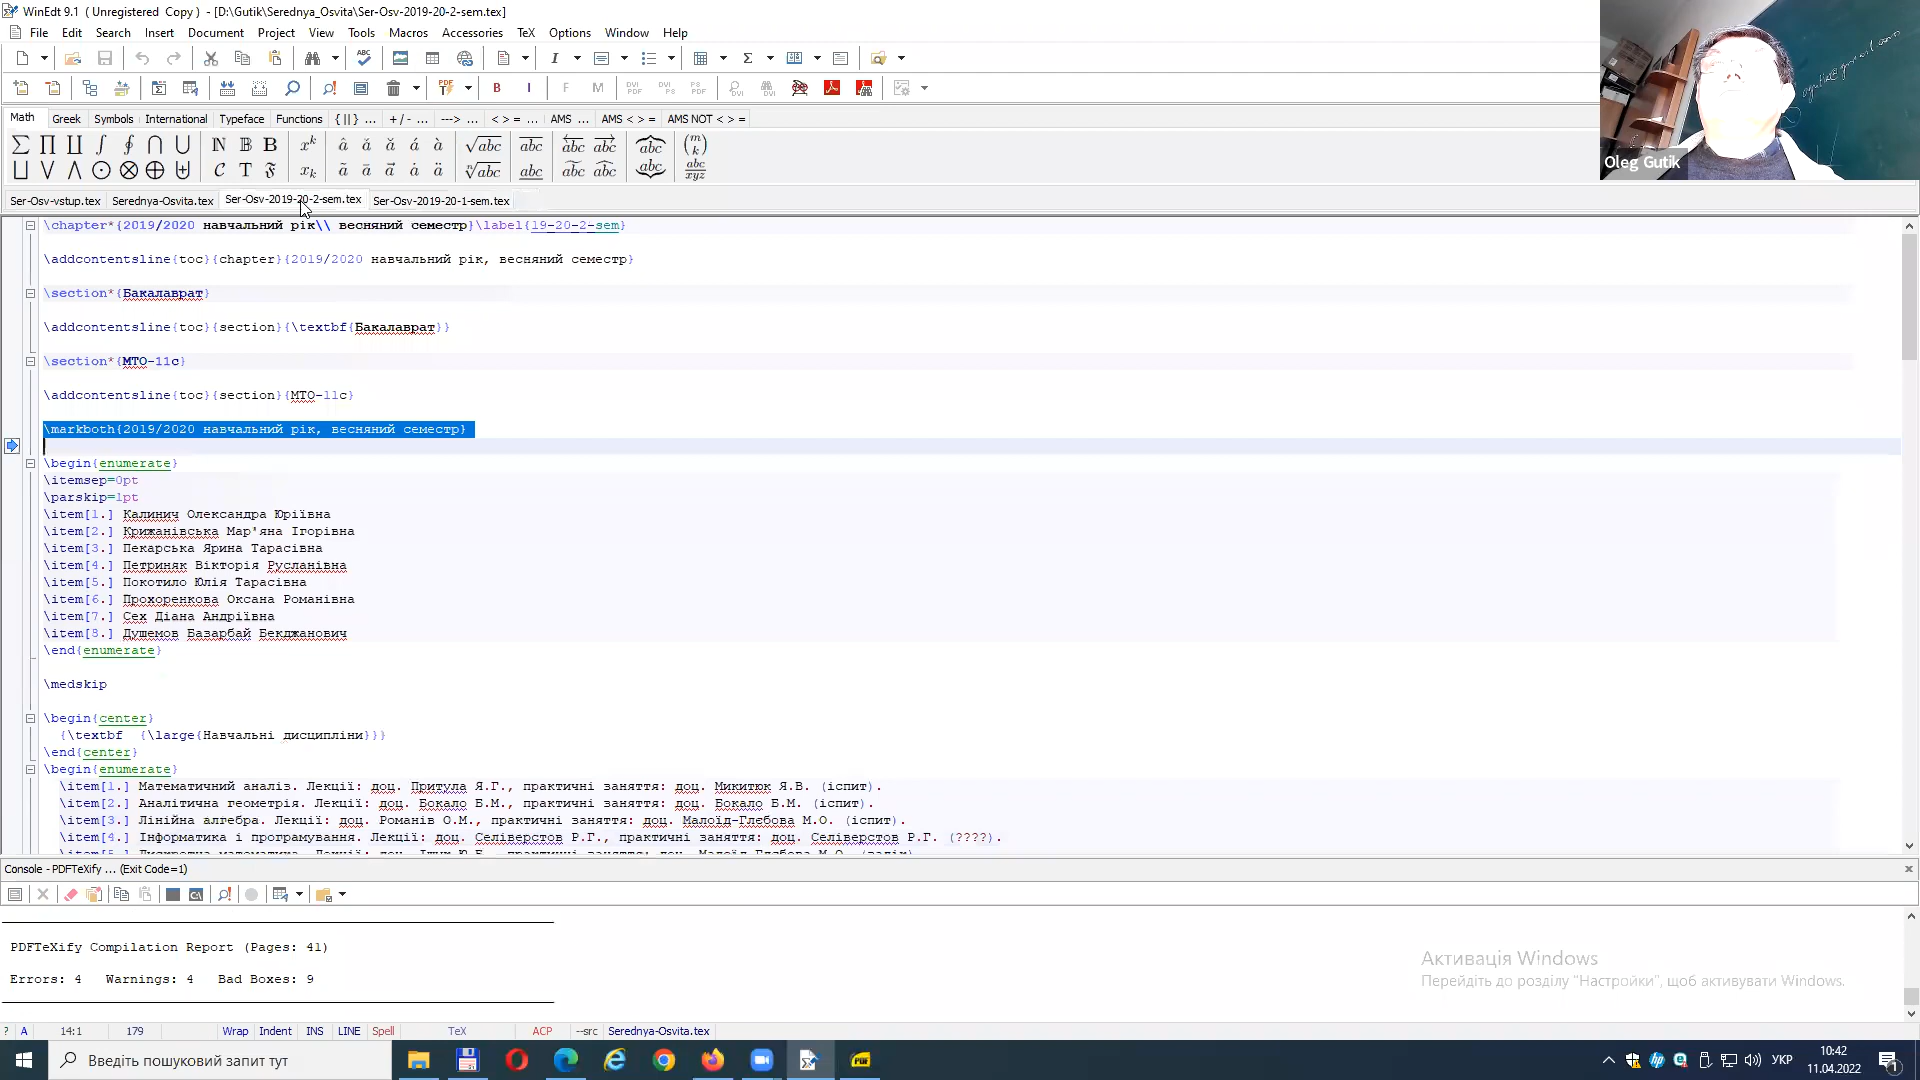 WinEdt 9.1 ( Unregistered Copy ) - [D:\Gutik\Serednya_Osvita\Ser-Osv-2019-20-2-sem.tex]
File Edit Search Insert Document Project View Tools Macros Accessories TeX Options Window Help
Math Greek Symbols International Typeface Functions { || } ... + / - ... ---> ... < > = ... AMS ... AMS < > = AMS NOT < > =
Oleg Gutik
Ser-Osv-vstup.tex Serednya-Osvita.tex Ser-Osv-2019-20-2-sem.tex Ser-Osv-2019-20-1-sem.tex
\chapter*{2019/2020 навчальний рік\\ весняний семестр}\label{19-20-2-sem}
\addcontentsline{toc}{chapter}{2019/2020 навчальний рік, весняний семестр}
\section*{Бакалаврат}
\addcontentsline{toc}{section}{\textbf{Бакалаврат}}
\section*{МТО-11с}
\addcontentsline{toc}{section}{МТО-11с}
\markboth{2019/2020 навчальний рік, весняний семестр}
\begin{enumerate}
\itemsep=0pt
\parskip=1pt
\item[1.] Калинич Олександра Юріївна
\item[2.] Крижанівська Мар'яна Ігорівна
\item[3.] Пекарська Ярина Тарасівна
\item[4.] Петриняк Вікторія Русланівна
\item[5.] Покотило Юлія Тарасівна
\item[6.] Прохоренкова Оксана Романівна
\item[7.] Сех Діана Андріївна
\item[8.] Душемов Базарбай Бекджанович
\end{enumerate}
\medskip
\begin{center}
{\textbf {\large{Навчальні дисципліни}}}
\end{center}
\begin{enumerate}
\item[1.] Математичний аналіз. Лекції: доц. Притула Я.Г., практичні заняття: доц. Микитюк Я.В. (іспит).
\item[2.] Аналітична геометрія. Лекції: доц. Бокало Б.М., практичні заняття: доц. Бокало Б.М. (іспит).
\item[3.] Лінійна алгебра. Лекції: доц. Романів О.М., практичні заняття: доц. Малоїд-Глєбова М.О. (іспит).
\item[4.] Інформатика і програмування. Лекції: доц. Селіверстов Р.Г., практичні заняття: доц. Селіверстов Р.Г. (????).
Console - PDFTeXify ... (Exit Code=1)
PDFTeXify Compilation Report (Pages: 41)
Errors: 4 Warnings: 4 Bad Boxes: 9
Активація Windows
Перейдіть до розділу "Настройки", щоб активувати Windows.
? A 14:1 179 Wrap Indent INS LINE Spell TeX ACP --src Serednya-Osvita.tex
Введіть пошуковий запит тут
УКР
10:42
11.04.2022